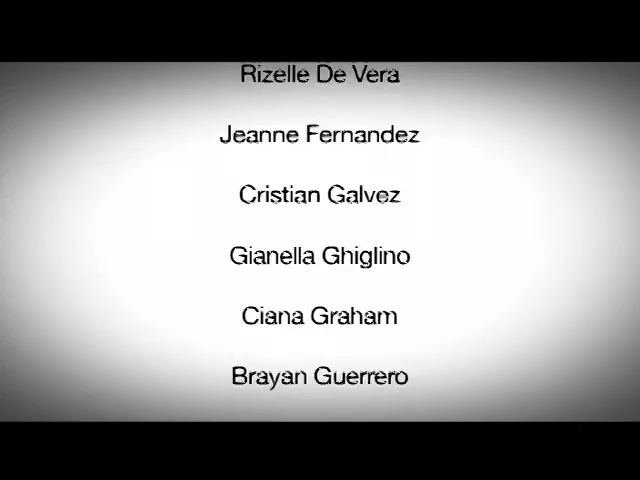 Rizelle De Vera
Jeanne Fernandez
Cristian Galvez
Gianella Ghiglino
Ciana Graham
Brayan Guerrero